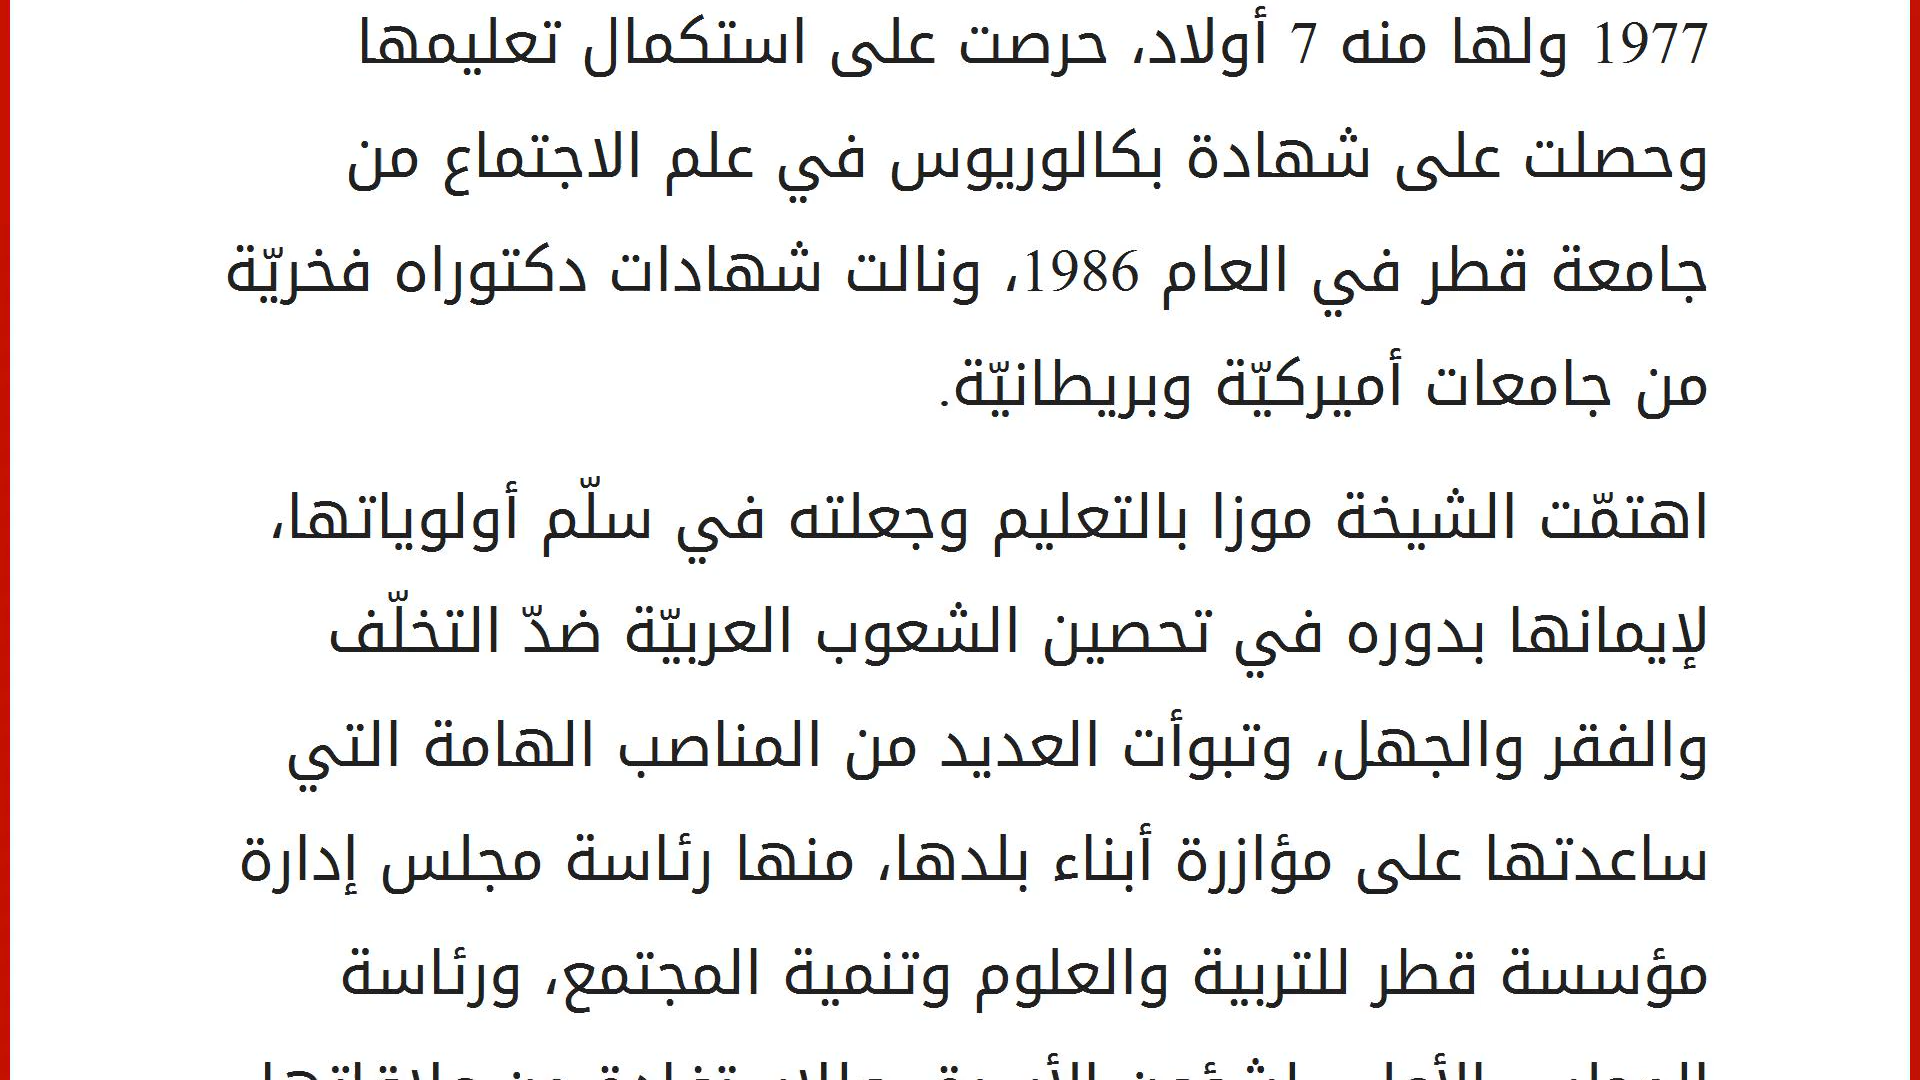 1977 ولها منه 7 أولاد، حرصت على استكمال تعليمها
وحصلت على شهادة بكالوريوس في علم الاجتماع من
جامعة قطر في العام 1986، ونالت شهادات دكتوراه فخريّة
من جامعات أميركيّة وبريطانيّة.
اهتمّت الشيخة موزا بالتعليم وجعلته في سلّم أولوياتها،
لإيمانها بدوره في تحصين الشعوب العربيّة ضدّ التخلّف
والفقر والجهل، وتبوأت العديد من المناصب الهامة التي
ساعدتها على مؤازرة أبناء بلدها، منها رئاسة مجلس إدارة
مؤسسة قطر للتربية والعلوم وتنمية المجتمع، ورئاسة